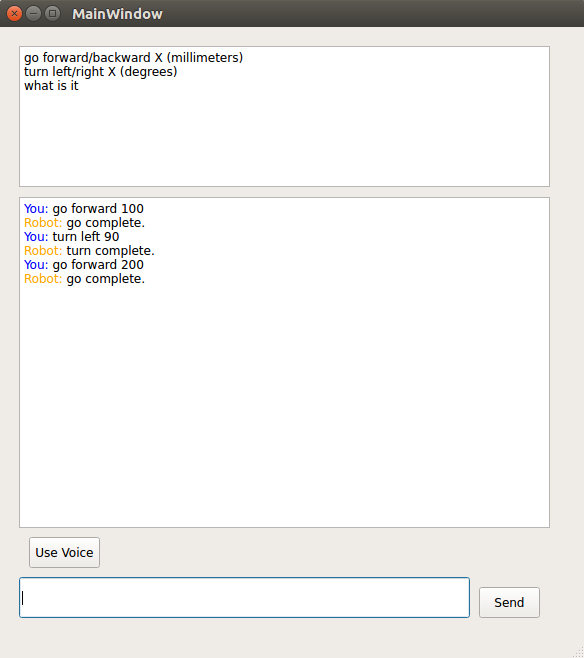 MainWindow
go forward/backward X (millimeters)
turn left/right X (degrees)
what is it
You: go forward 100
Robot: go complete.
You: turn left 90
Robot: turn complete.
You: go forward 200
Robot: go complete.
Use Voice
Send